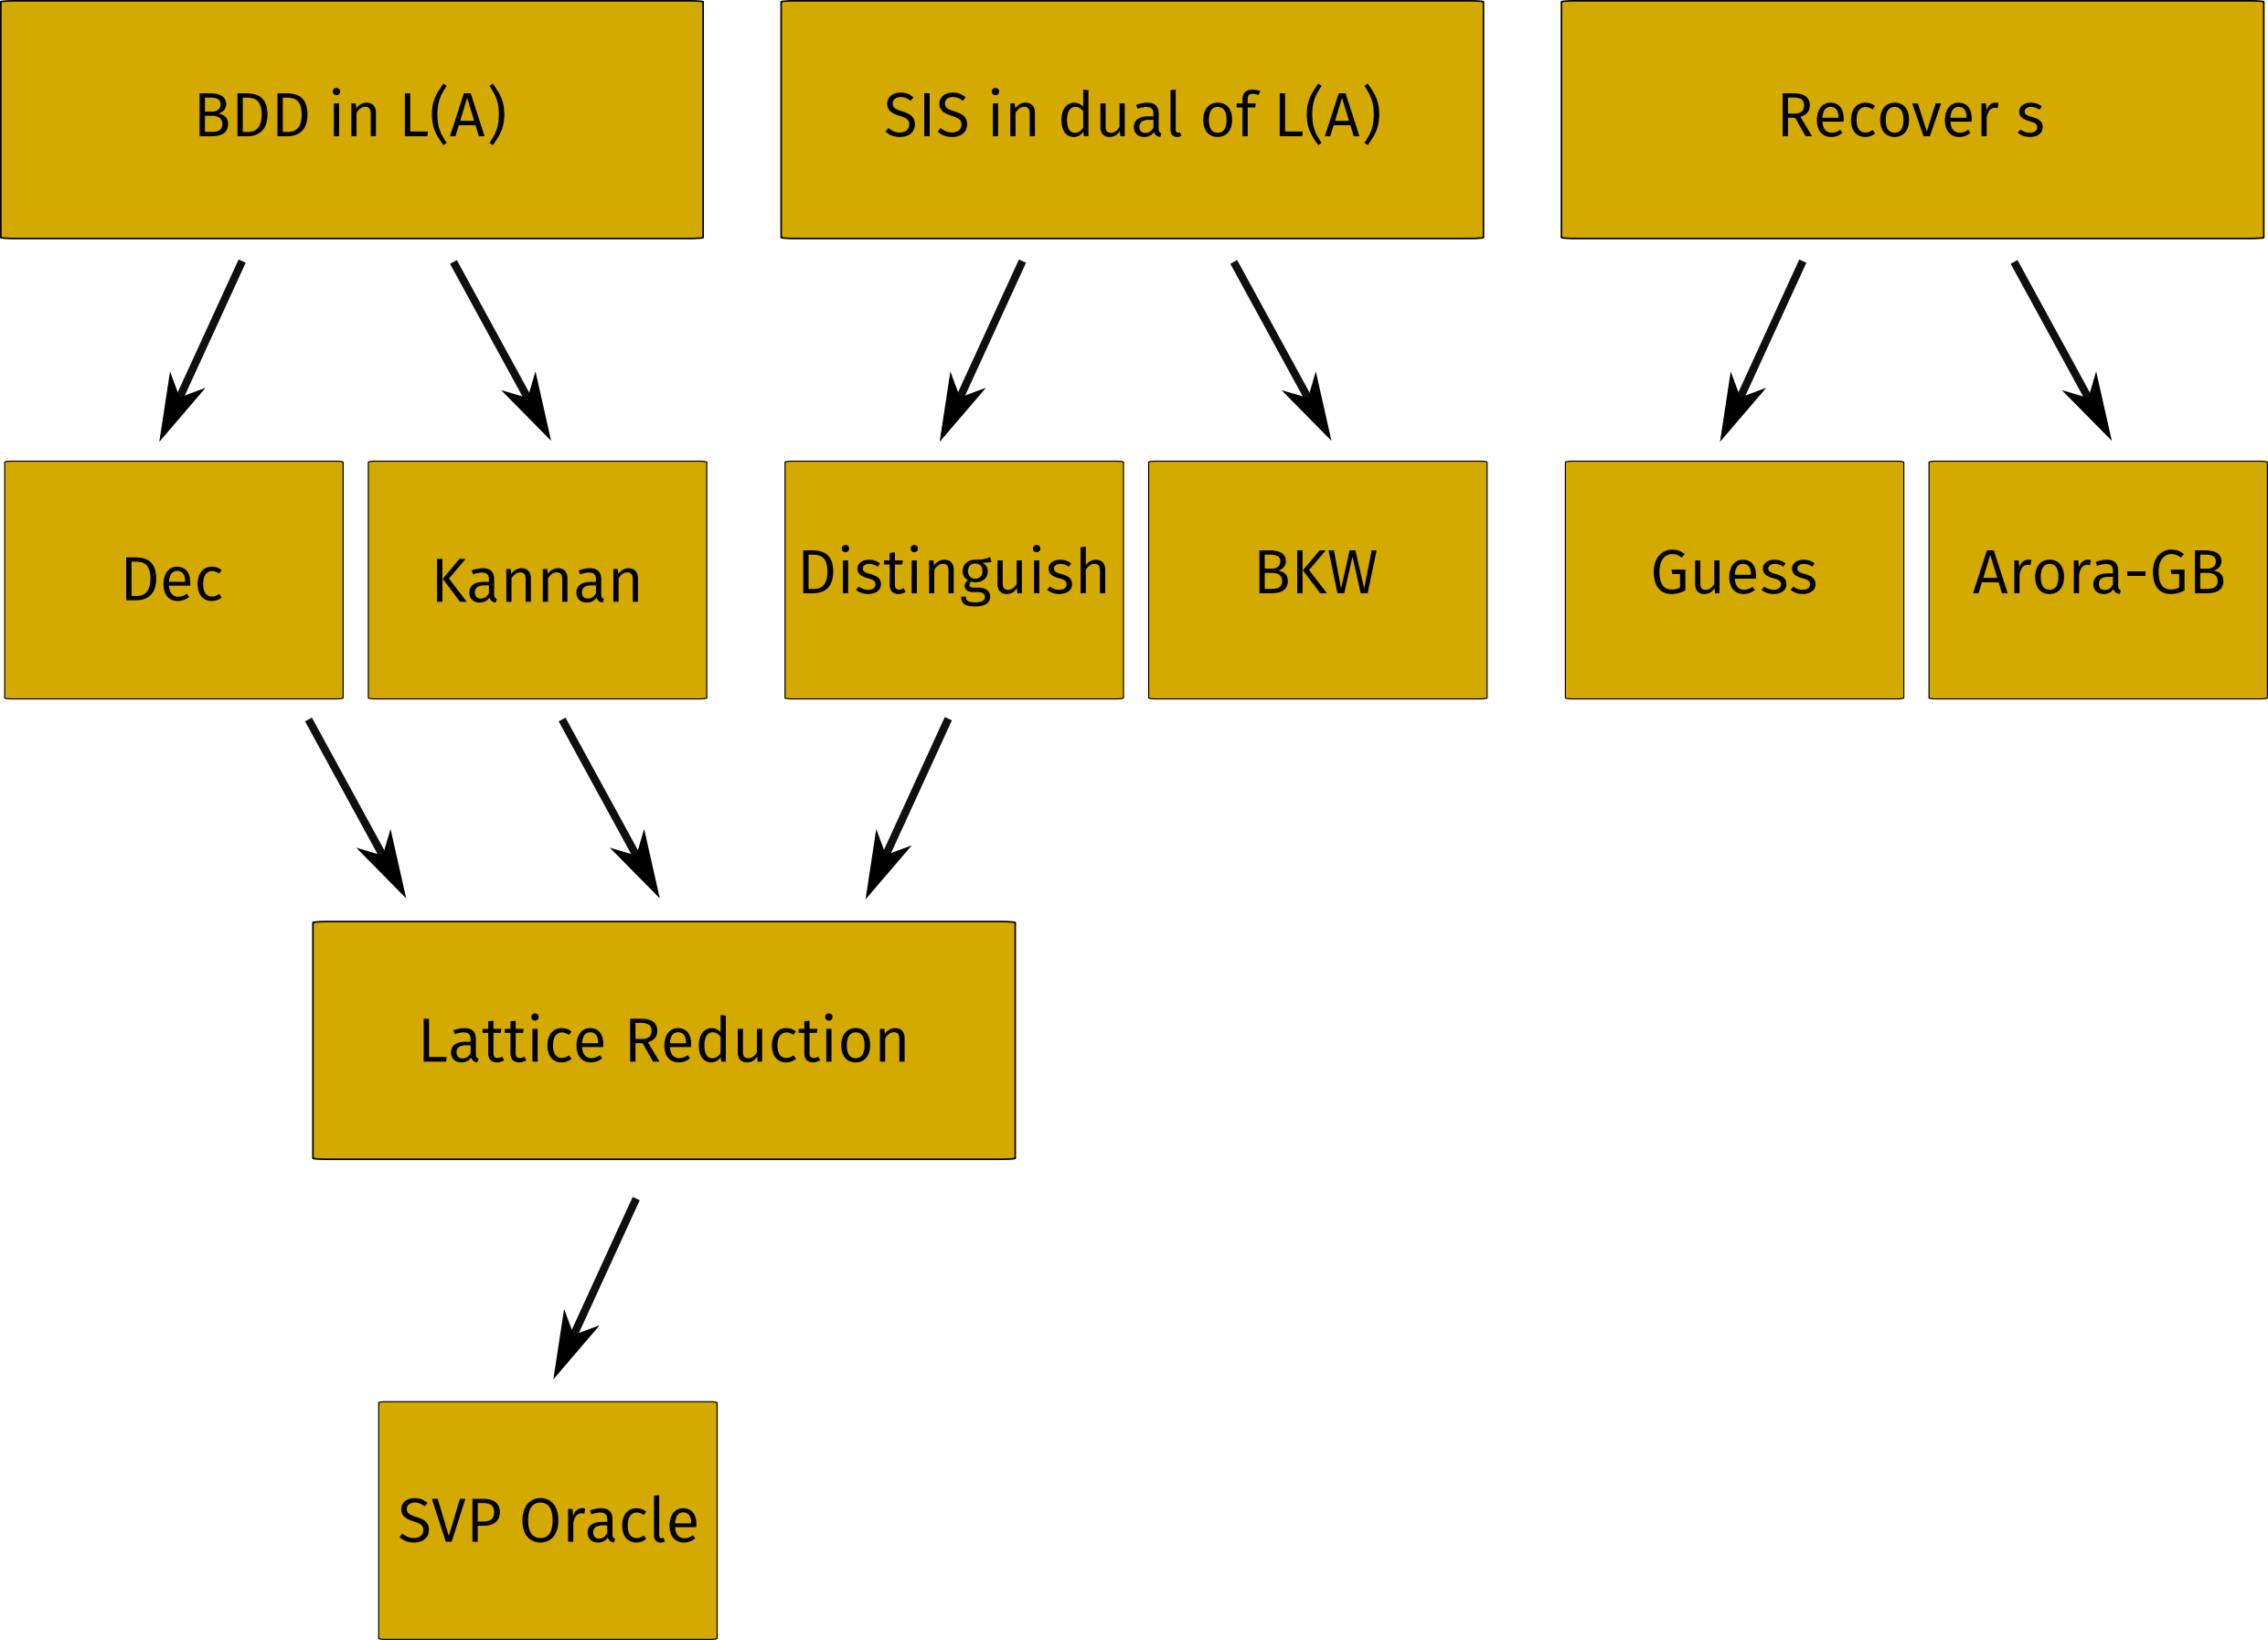 BDD in L(A)
SIS in dual of L(A)
Recover s
Dec
Kannan
Distinguish
BKW
Guess
Arora-GB
Lattice Reduction
SVP Oracle